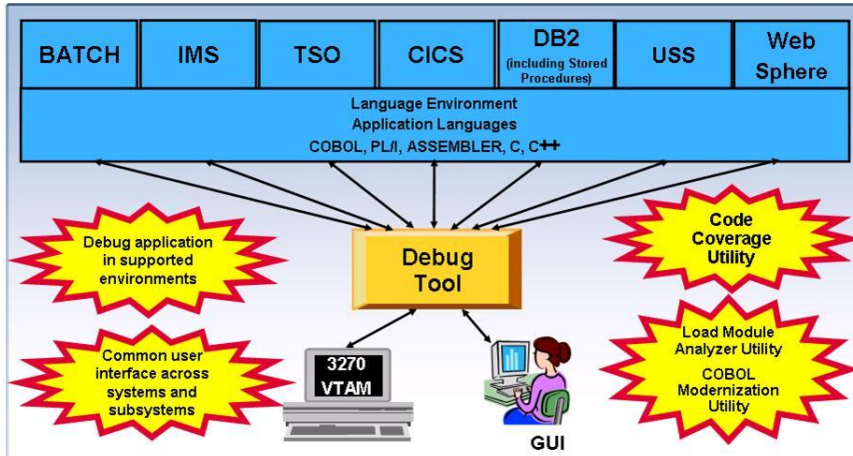 BATCH
IMS
TSO
CICS
DB2
(including Stored
Procedures)
USS
Web
Sphere
Language Environment
Application Languages
COBOL, PL/I, ASSEMBLER, C, C++
Debug application
in supported
environments
Debug
Tool
Code
Coverage
Utility
Common user
interface across
systems and
subsystems
3270
VTAM
GUI
Load Module
Analyzer Utility
COBOL
Modernization
Utility